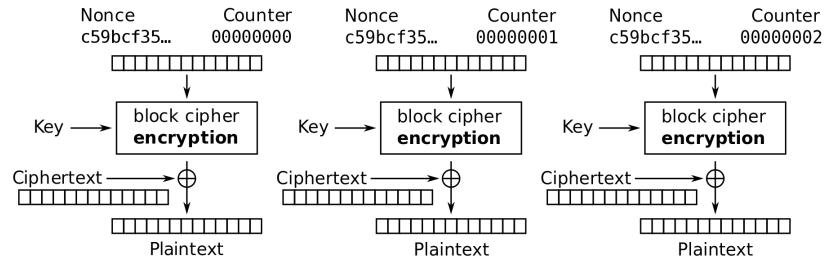 Nonce Counter
c59bcf35... 00000000
block cipher
encryption
Key
Ciphertext
Plaintext
Nonce Counter
c59bcf35... 00000001
block cipher
encryption
Key
Ciphertext
Plaintext
Nonce Counter
c59bcf35... 00000002
block cipher
encryption
Key
Ciphertext
Plaintext